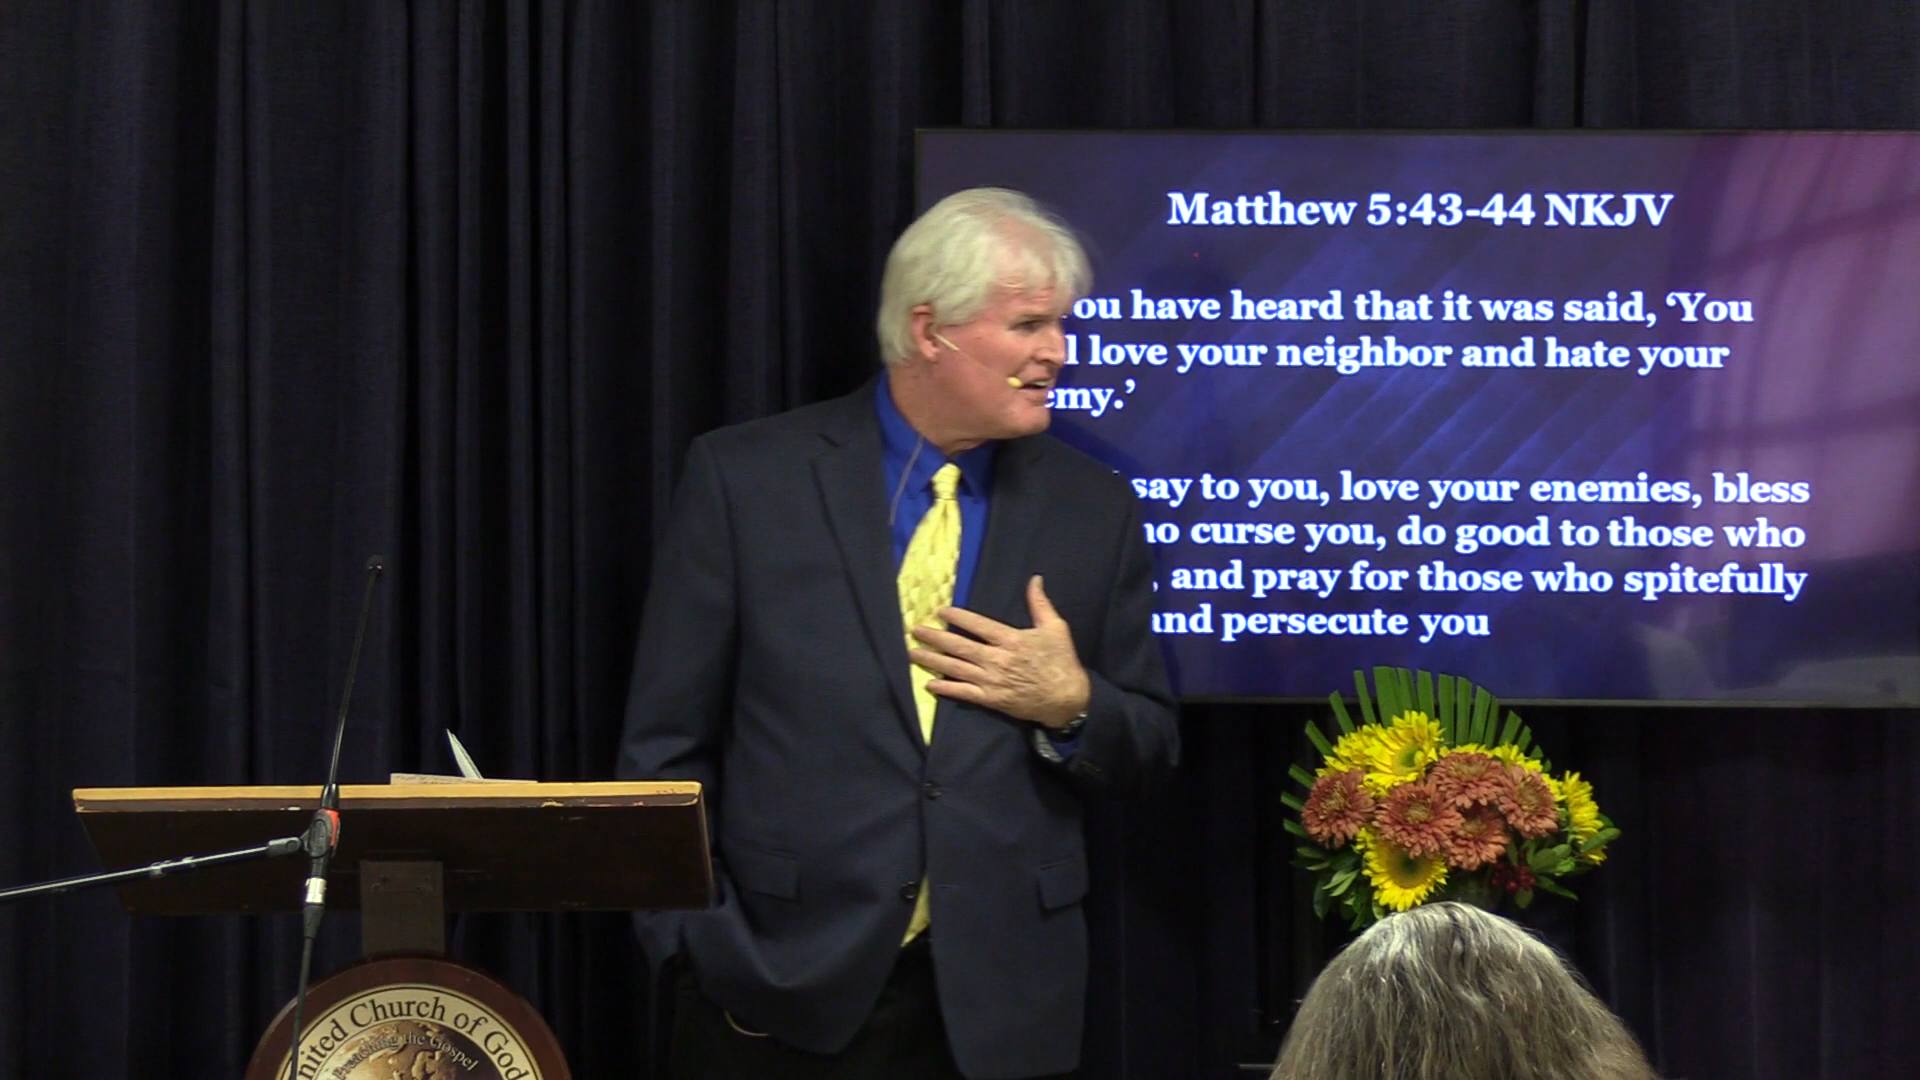 Matthew 5:43-44 NKJV
ou have heard that it was said, ‘You
l love your neighbor and hate your
emy.’
say to you, love your enemies, bless
ho curse you, do good to those who
, and pray for those who spitefully
and persecute you
nited Church of God
Preaching the Gospel